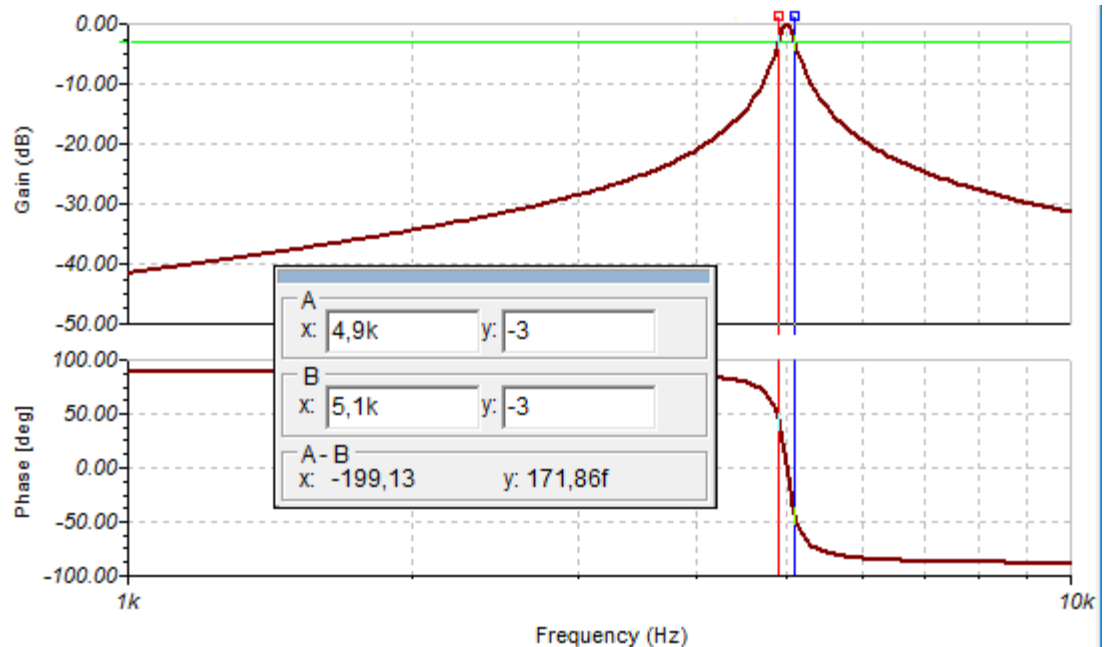 0.00
-10.00
-20.00
-30.00
-40.00
-50.00
Gain (dB)
A
x: 4,9k y: -3
B
x: 5,1k y: -3
A - B
x: -199,13 y: 171,86f
100.00
50.00
0.00
-50.00
-100.00
Phase [deg]
1k 10k
Frequency (Hz)